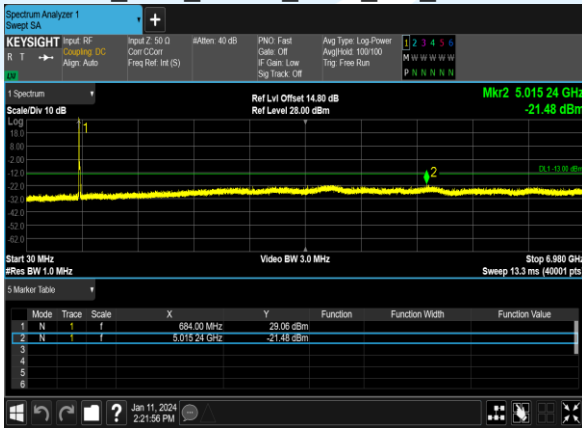 Spectrum Analyzer 1
Swept SA
+
KEYSIGHT Input: RF Input Z: 50 Ω #Atten: 40 dB PNO: Fast Avg Type: Log-Power 1 2 3 4 5 6
R T Coupling: DC Corr CCorr Gate: Off Avg|Hold: 100/100 M W W W W W
Align: Auto Freq Ref: Int (S) IF Gain: Low Trig: Free Run
Sig Track: Off P N N N N N
1 Spectrum Ref Lvl Offset 14.80 dB Mkr2 5.015 24 GHz
Scale/Div 10 dB Ref Level 28.00 dBm -21.48 dBm
Log
18.0
8.00
-2.00
-12.0
-22.0
-32.0
-42.0
-52.0
-62.0
1
2
DL1 -13.00 dBm
Start 30 MHz Video BW 3.0 MHz Stop 6.980 GHz
#Res BW 1.0 MHz Sweep 13.3 ms (40001 pts)
5 Marker Table
Mode Trace Scale X Y Function Function Width Function Value
1 N 1 f 684.00 MHz 29.06 dBm
2 N 1 f 5.015 24 GHz -21.48 dBm
3
4
5
6
? Jan 11, 2024
2:21:56 PM